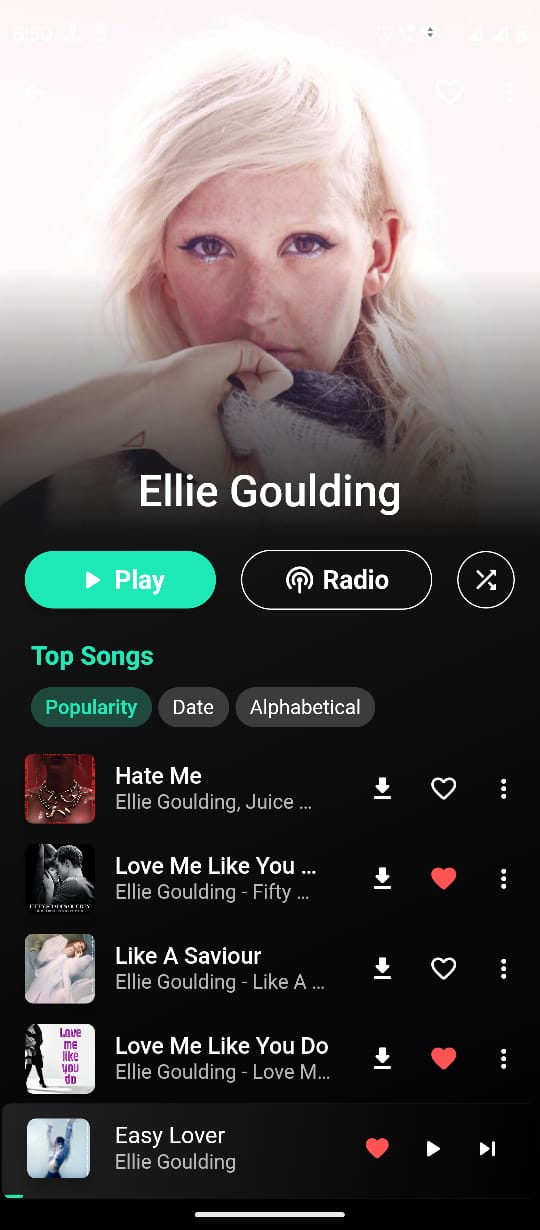 6:50
Ellie Goulding
Play
Radio
Top Songs
Popularity
Date
Alphabetical
Hate Me
Ellie Goulding, Juice ...
Love Me Like You ...
Ellie Goulding - Fifty ...
Like A Saviour
Ellie Goulding - Like A ...
Love me like you do
Love Me Like You Do
Ellie Goulding - Love M...
Easy Lover
Ellie Goulding